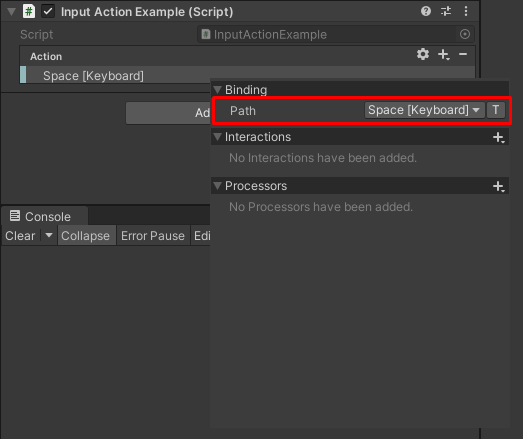 Input Action Example (Script)
Script
InputActionExample
Action
Space [Keyboard]
Ad
Binding
Path
Space [Keyboard]
T
Interactions
No Interactions have been added.
Processors
No Processors have been added.
Console
Clear
Collapse
Error Pause
Edi